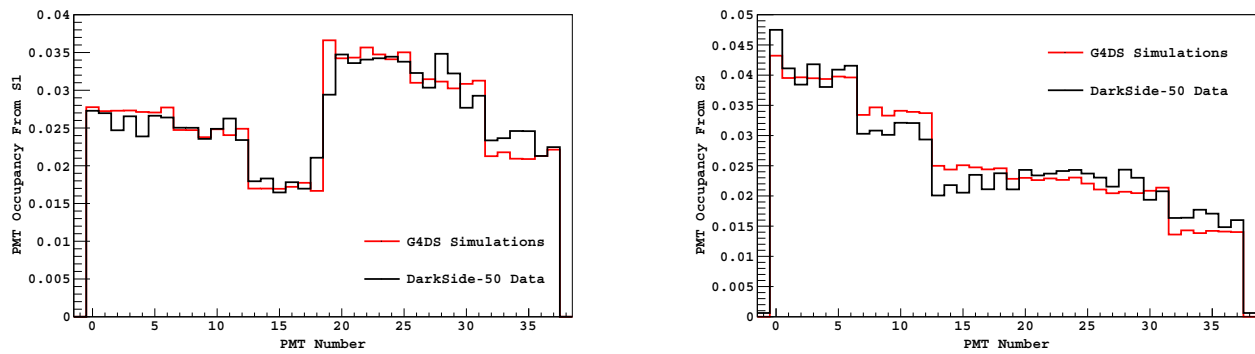 PMT Occupancy From S1
0.04
0.035
0.03
0.025
0.02
0.015
0.01
0.005
0
G4DS Simulations
DarkSide-50 Data
0 5 10 15 20 25 30 35
PMT Number
PMT Occupancy From S2
0.05
0.045
0.04
0.035
0.03
0.025
0.02
0.015
0.01
0.005
0
G4DS Simulations
DarkSide-50 Data
0 5 10 15 20 25 30 35
PMT Number